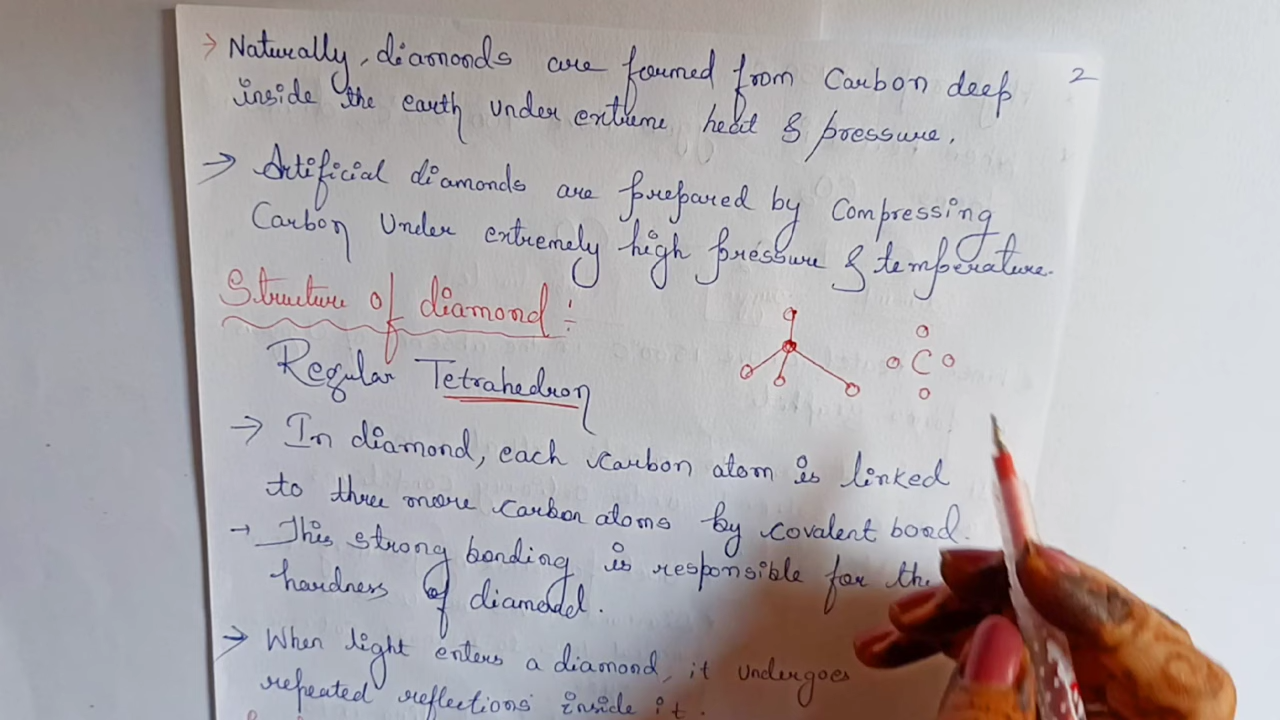 → Naturally, diamonds are formed from Carbon deep
inside the earth under extreme heat & pressure.
2
→ Artificial diamonds are prepared by Compressing
Carbon Under extremely high pressure & temperature.
Structure of diamond :
Regular Tetrahedron
C
→ In diamond, each carbon atom is linked
to three more carbon atoms by covalent bond.
→ This strong bonding is responsible for the
hardness of diamond.
→ When light enters a diamond, it undergoes
repeated reflections inside it.